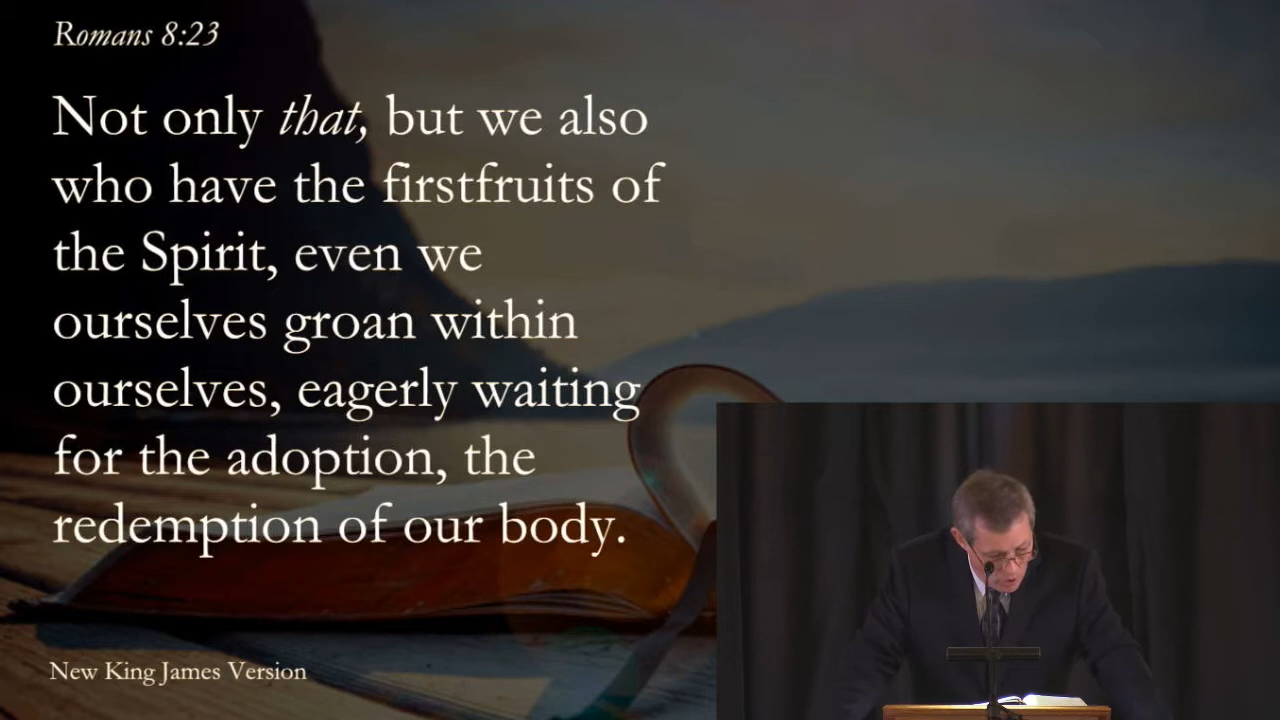 Romans 8:23
Not only that, but we also
who have the firstfruits of
the Spirit, even we
ourselves groan within
ourselves, eagerly waiting
for the adoption, the
redemption of our body.
New King James Version